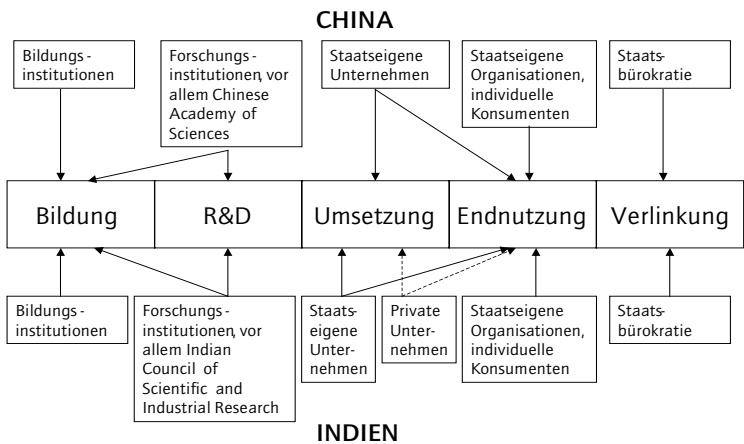 CHINA
Bildungs-
institutionen
Forschungs-
institutionen, vor
allem Chinese
Academy of
Sciences
Staatseigene
Unternehmen
Staatseigene
Organisationen,
individuelle
Konsumenten
Staats-
bürokratie
Bildung
R&D
Umsetzung
Endnutzung
Verlinkung
Bildungs-
institutionen
Forschungs-
institutionen, vor
allem Indian
Council of
Scientific and
Industrial Research
Staats-
eigene
Unter-
nehmen
Private
Unter-
nehmen
Staatseigene
Organisationen,
individuelle
Konsumenten
Staats-
bürokratie
INDIEN